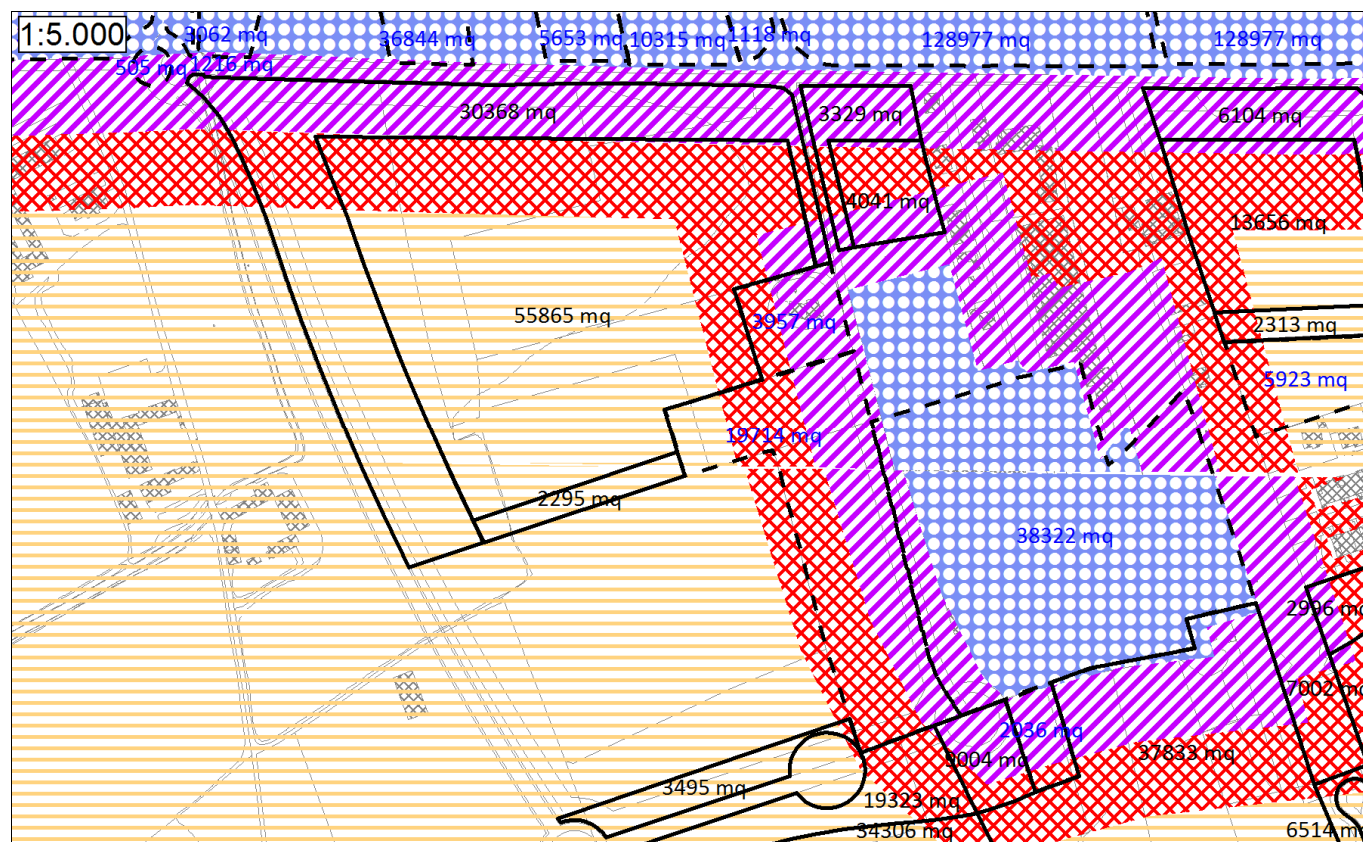 1:5.000
3062 mq
36844 mq
5653 mq
10315 mq
1118 mq
128977 mq
128977 mq
505 mq
1216 mq
30368 mq
3329 mq
6104 mq
4041 mq
13656 mq
55865 mq
3957 mq
2313 mq
5923 mq
19714 mq
2295 mq
38322 mq
2996 mq
7002 mq
2036 mq
9004 mq
37833 mq
3495 mq
19323 mq
34306 mq
6514 mq